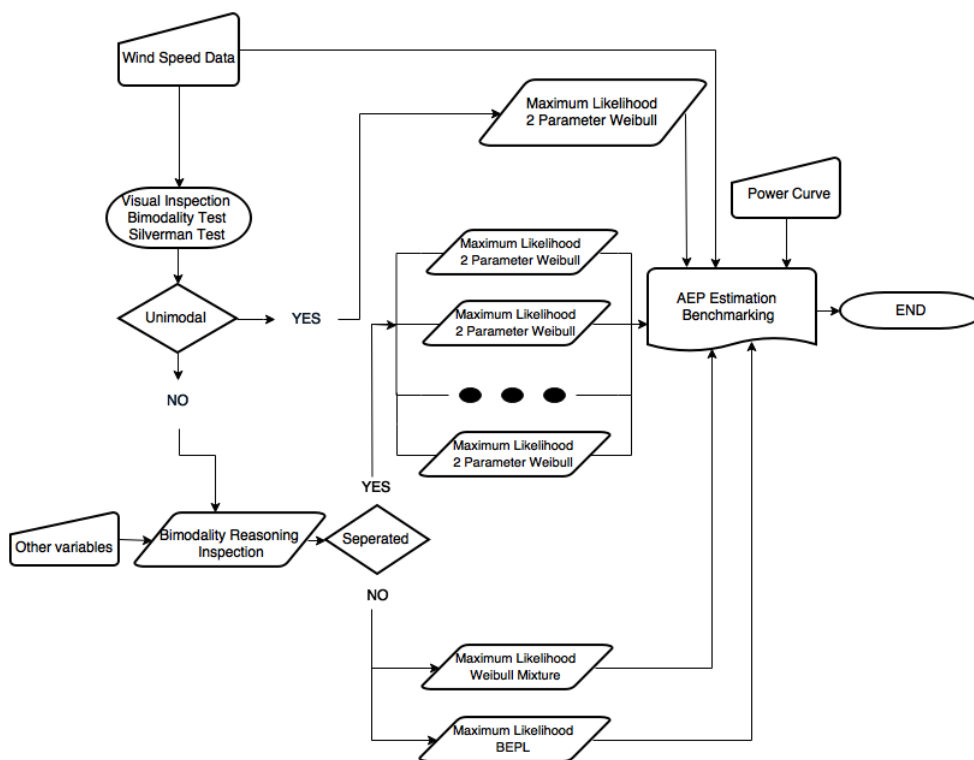 Wind Speed Data
Maximum Likelihood
2 Parameter Weibull
Visual Inspection
Bimodality Test
Silverman Test
Power Curve
Maximum Likelihood
2 Parameter Weibull
Unimodal
YES
Maximum Likelihood
2 Parameter Weibull
AEP Estimation
Benchmarking
END
NO
Maximum Likelihood
2 Parameter Weibull
YES
Other variables
Bimodality Reasoning
Inspection
Seperated
NO
Maximum Likelihood
Weibull Mixture
Maximum Likelihood
BEPL